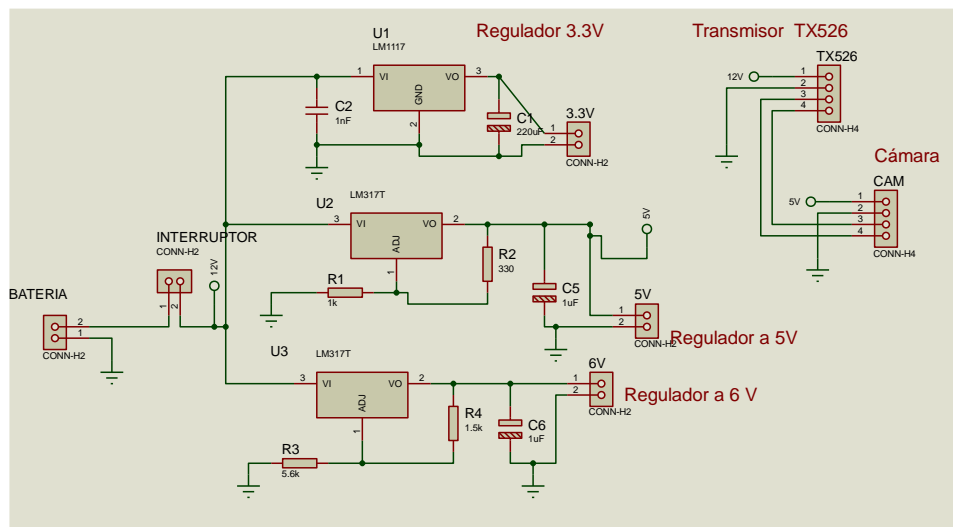 U1
LM1117
Regulador 3.3V
1
VI
VO
3
GND
2
C2
1nF
C1
220uF
3.3V
1
2
CONN-H2
Transmisor TX526
TX526
12V
1
2
3
4
CONN-H4
Cámara
CAM
5V
1
2
3
4
CONN-H4
U2
LM317T
3
VI
VO
2
ADJ
1
R1
1k
R2
330
C5
1uF
5V
5V
1
2
CONN-H2
Regulador a 5V
INTERRUPTOR
CONN-H2
1
2
12V
BATERIA
2
1
CONN-H2
U3
LM317T
3
VI
VO
2
ADJ
1
R3
5.6k
R4
1.5k
C6
1uF
6V
1
2
CONN-H2
Regulador a 6 V